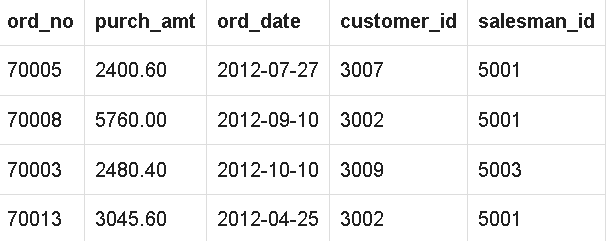 ord_no purch_amt ord_date customer_id salesman_id
70005 2400.60 2012-07-27 3007 5001
70008 5760.00 2012-09-10 3002 5001
70003 2480.40 2012-10-10 3009 5003
70013 3045.60 2012-04-25 3002 5001